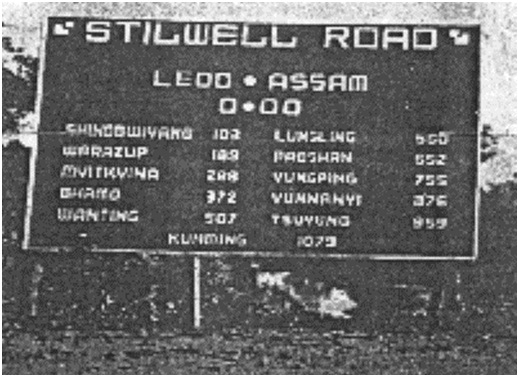 STILWELL ROAD
LEDO • ASSAM
0•00
SHINGBWIYANG 103 LUNGLING 560
WARAZUP 189 PAOSHAN 652
MYITKYINA 268 YUNGPING 755
BHAMO 372 YUNNANYI 876
WANTING 507 TSUYUNG 959
KUNMING 1079